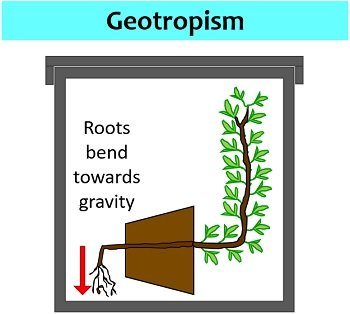 Geotropism
Roots
bend
towards
gravity